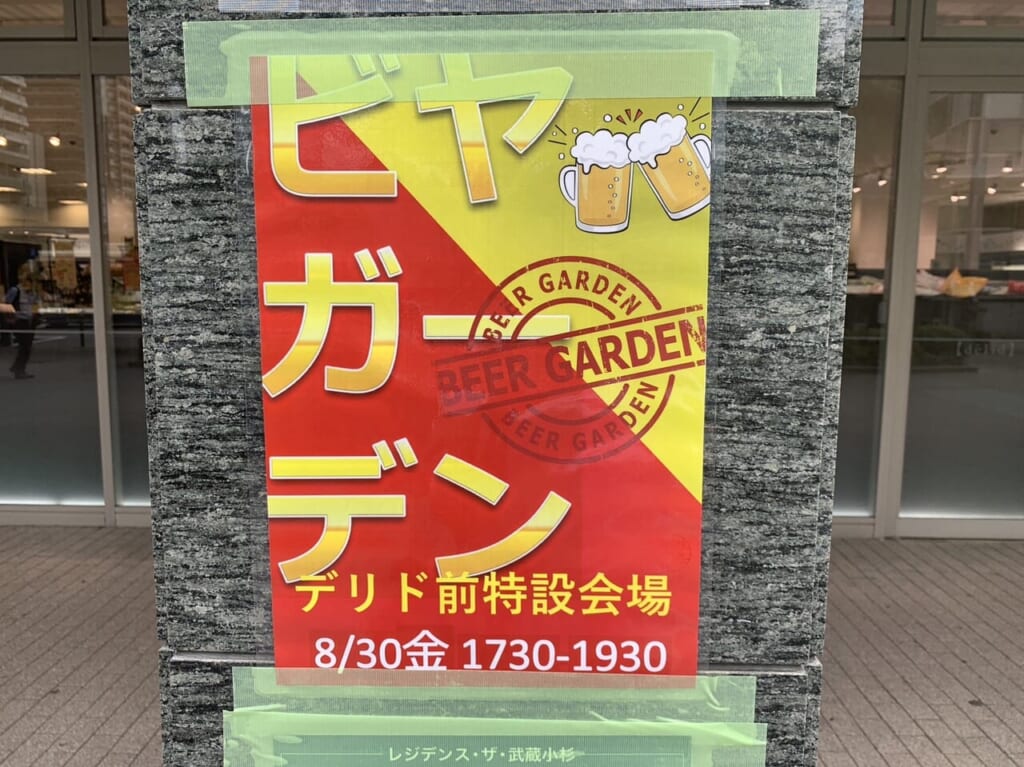 ビヤ
ガー
デン
BEER GARDEN
BEER GARDEN
BEER GARDEN
デリド前特設会場
8/30金 1730-1930
レジデンス・ザ・武蔵小杉